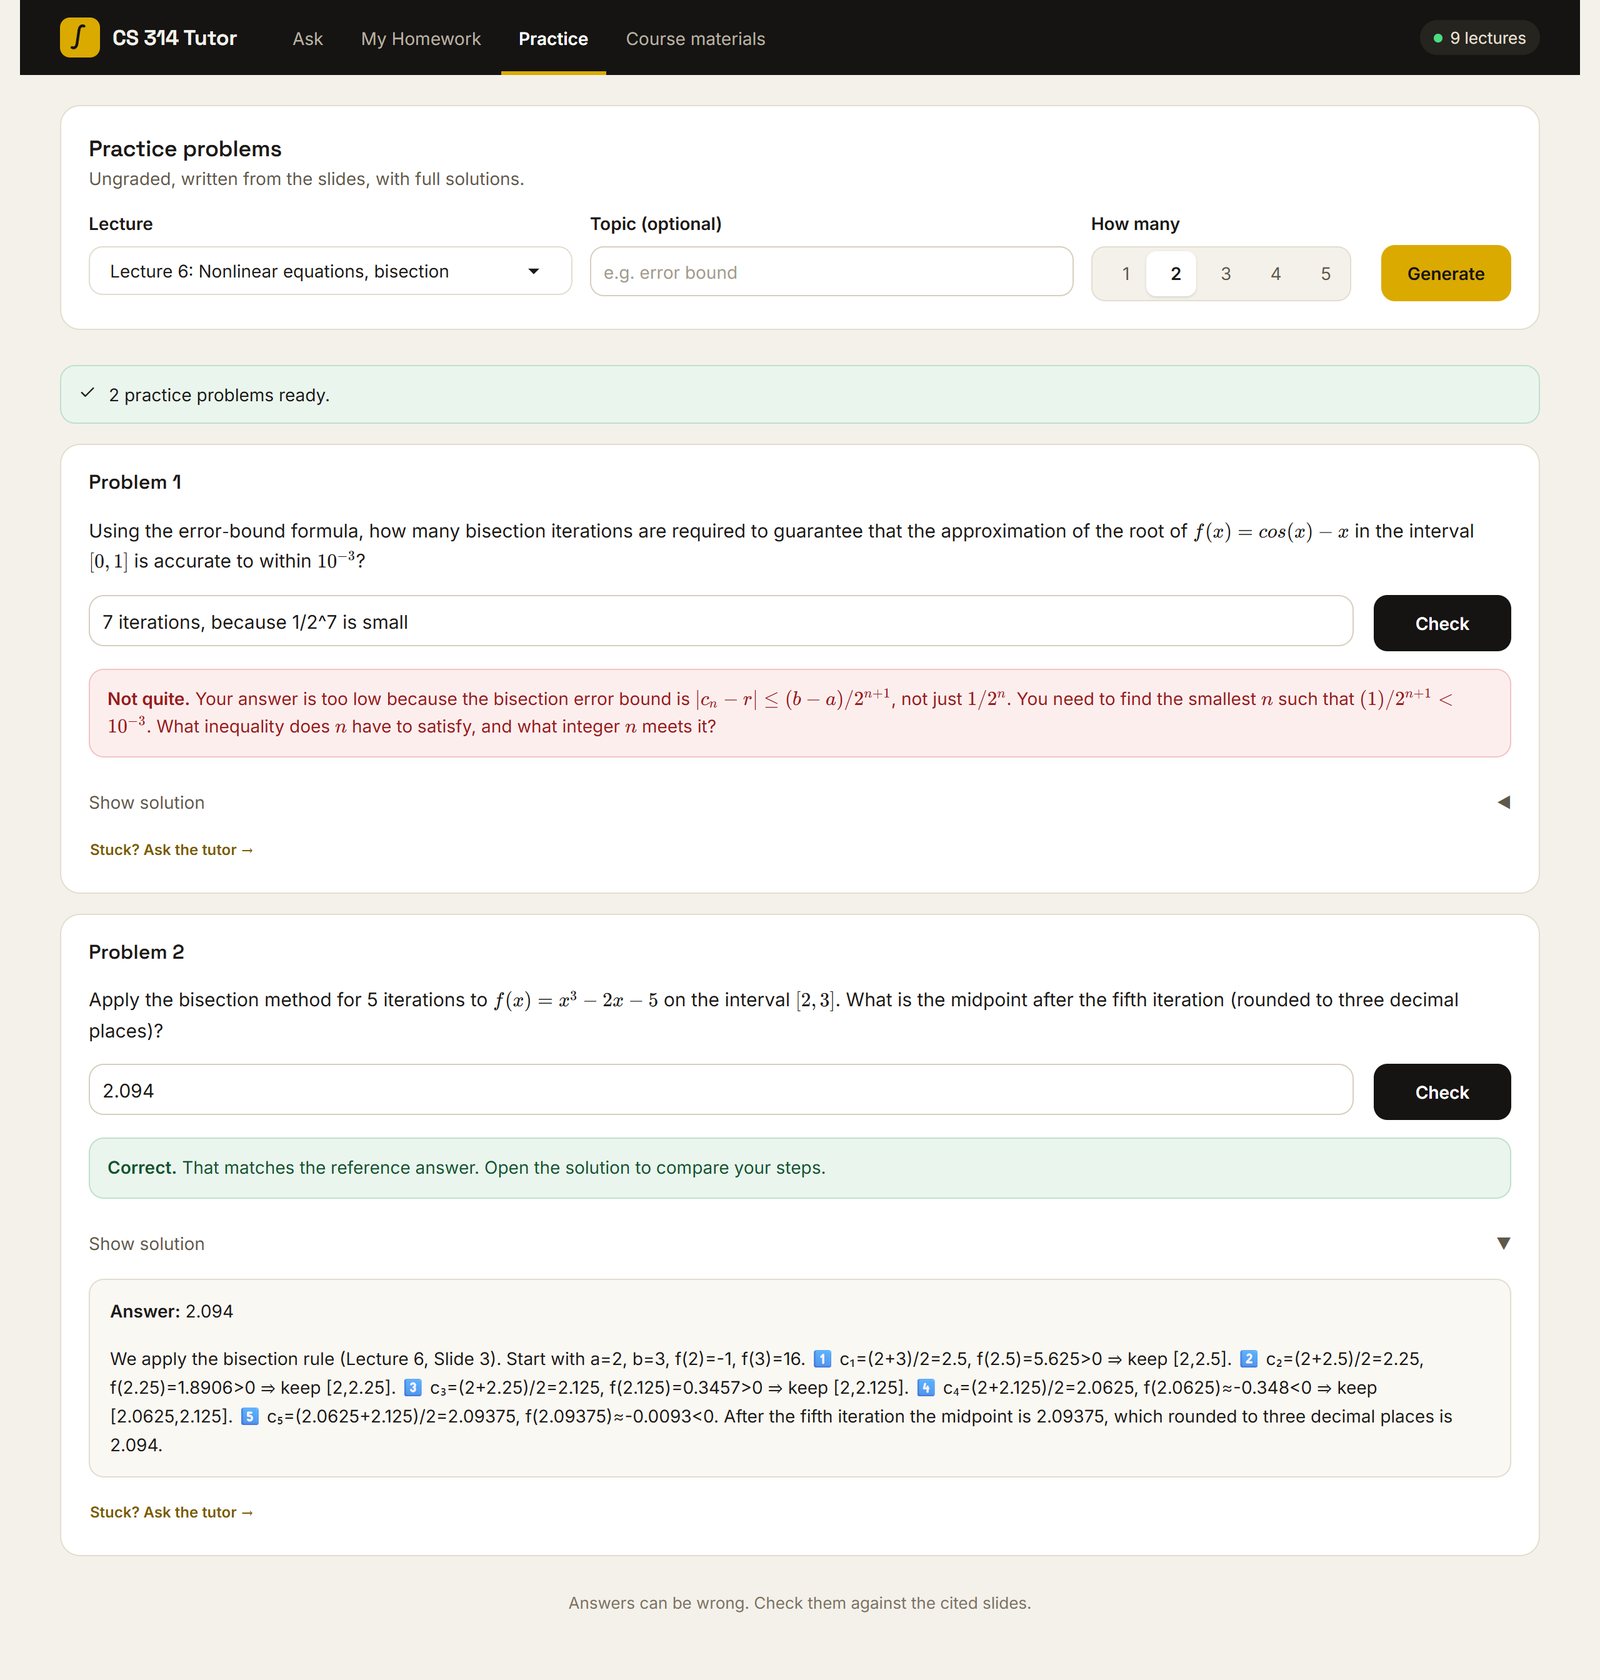 ∫ CS 314 Tutor Ask My Homework Practice Course materials 9 lectures
Practice problems
Ungraded, written from the slides, with full solutions.
Lecture Topic (optional) How many
Lecture 6: Nonlinear equations, bisection e.g. error bound 1 2 3 4 5 Generate
✓ 2 practice problems ready.
Problem 1
Using the error-bound formula, how many bisection iterations are required to guarantee that the approximation of the root of f(x) = cos(x) − x in the interval
[0, 1] is accurate to within 10⁻³?
7 iterations, because 1/2^7 is small Check
Not quite. Your answer is too low because the bisection error bound is |cₙ − r| ≤ (b − a)/2ⁿ⁺¹, not just 1/2ⁿ. You need to find the smallest n such that (1)/2ⁿ⁺¹ <
10⁻³. What inequality does n have to satisfy, and what integer n meets it?
Show solution ◀
Stuck? Ask the tutor →
Problem 2
Apply the bisection method for 5 iterations to f(x) = x³ − 2x − 5 on the interval [2, 3]. What is the midpoint after the fifth iteration (rounded to three decimal
places)?
2.094 Check
Correct. That matches the reference answer. Open the solution to compare your steps.
Show solution ▼
Answer: 2.094
We apply the bisection rule (Lecture 6, Slide 3). Start with a=2, b=3, f(2)=-1, f(3)=16. 1️⃣ c₁=(2+3)/2=2.5, f(2.5)=5.625>0 ⇒ keep [2,2.5]. 2️⃣ c₂=(2+2.5)/2=2.25,
f(2.25)=1.8906>0 ⇒ keep [2,2.25]. 3️⃣ c₃=(2+2.25)/2=2.125, f(2.125)=0.3457>0 ⇒ keep [2,2.125]. 4️⃣ c₄=(2+2.125)/2=2.0625, f(2.0625)≈-0.348<0 ⇒ keep
[2.0625,2.125]. 5️⃣ c₅=(2.0625+2.125)/2=2.09375, f(2.09375)≈-0.0093<0. After the fifth iteration the midpoint is 2.09375, which rounded to three decimal places is
2.094.
Stuck? Ask the tutor →
Answers can be wrong. Check them against the cited slides.